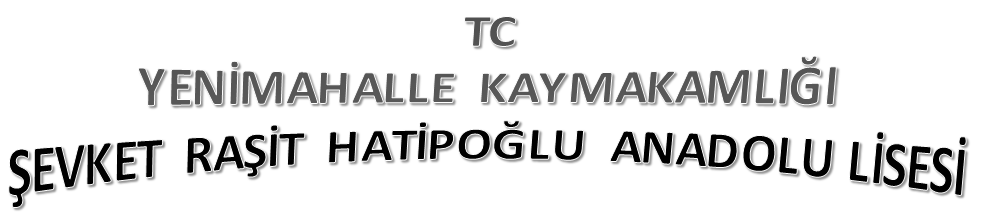 TC
YENİMAHALLE KAYMAKAMLIĞI
ŞEVKET RAŞİT HATİPOĞLU ANADOLU LİSESİ